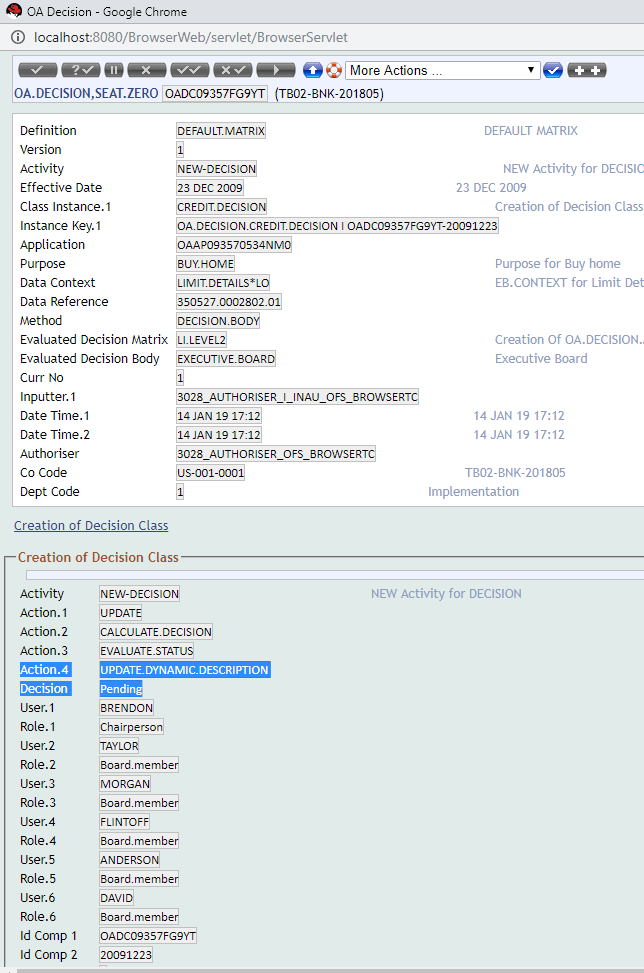 OA Decision - Google Chrome
localhost:8080/BrowserWeb/servlet/BrowserServlet
More Actions ...
OA.DECISION,SEAT.ZERO OADC09357FG9YT (TB02-BNK-201805)
Definition DEFAULT.MATRIX DEFAULT MATRIX
Version 1
Activity NEW-DECISION NEW Activity for DECISIO
Effective Date 23 DEC 2009 23 DEC 2009
Class Instance.1 CREDIT.DECISION Creation of Decision Class
Instance Key.1 OA.DECISION.CREDIT.DECISION I OADC09357FG9YT-20091223
Application OAAP093570534NM0
Purpose BUY.HOME Purpose for Buy home
Data Context LIMIT.DETAILS*LO EB.CONTEXT for Limit Det
Data Reference 350527.0002802.01
Method DECISION.BODY
Evaluated Decision Matrix LI.LEVEL2 Creation Of OA.DECISION.
Evaluated Decision Body EXECUTIVE.BOARD Executive Board
Curr No 1
Inputter.1 3028_AUTHORISER_I_INAU_OFS_BROWSERTC
Date Time.1 14 JAN 19 17:12 14 JAN 19 17:12
Date Time.2 14 JAN 19 17:12 14 JAN 19 17:12
Authoriser 3028_AUTHORISER_OFS_BROWSERTC
Co Code US-001-0001 TB02-BNK-201805
Dept Code 1 Implementation
Creation of Decision Class
Creation of Decision Class
Activity NEW-DECISION NEW Activity for DECISION
Action.1 UPDATE
Action.2 CALCULATE.DECISION
Action.3 EVALUATE.STATUS
Action.4 UPDATE.DYNAMIC.DESCRIPTION
Decision Pending
User.1 BRENDON
Role.1 Chairperson
User.2 TAYLOR
Role.2 Board.member
User.3 MORGAN
Role.3 Board.member
User.4 FLINTOFF
Role.4 Board.member
User.5 ANDERSON
Role.5 Board.member
User.6 DAVID
Role.6 Board.member
Id Comp 1 OADC09357FG9YT
Id Comp 2 20091223